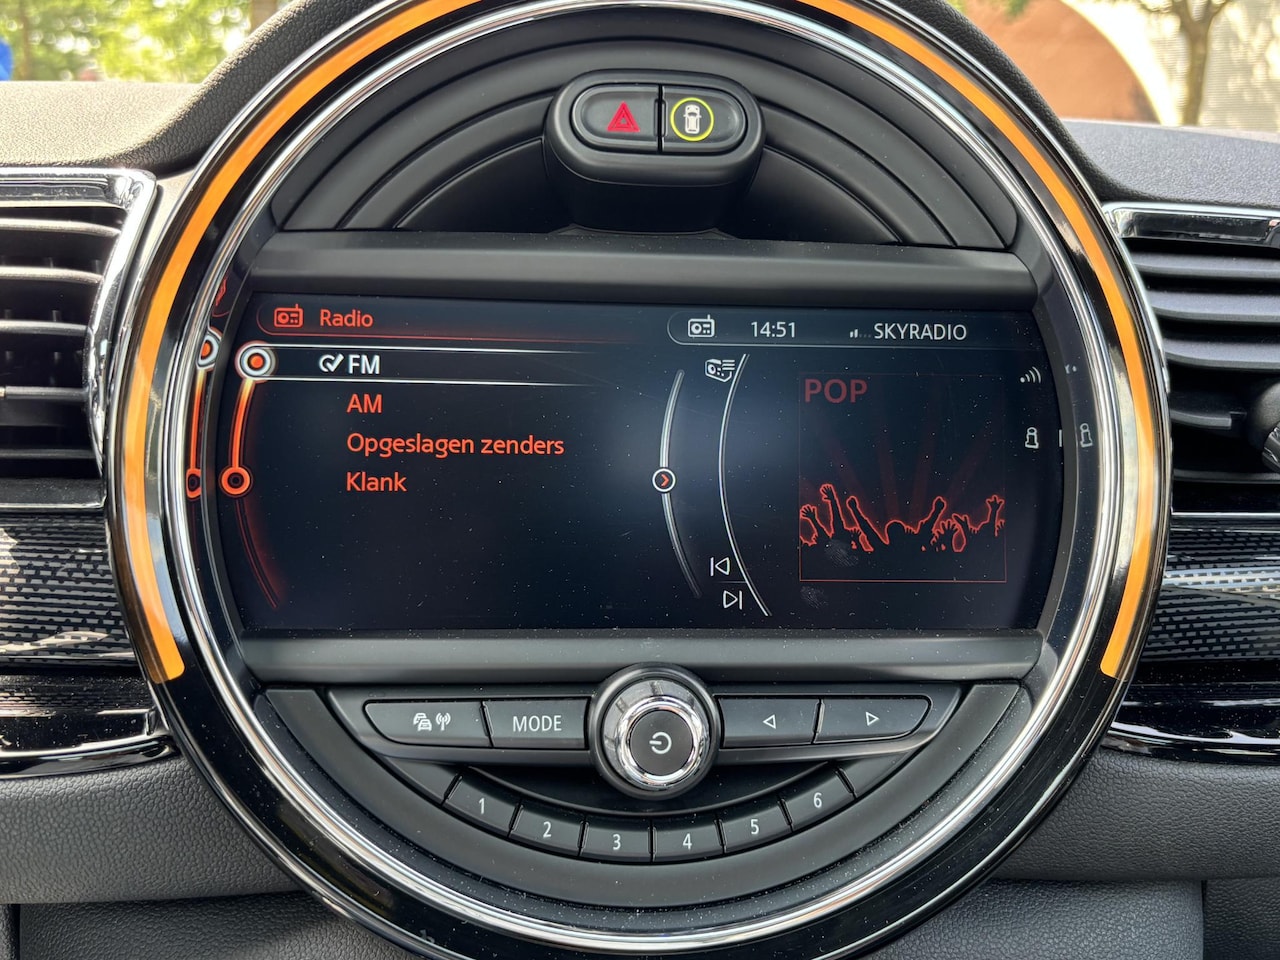 Radio
14:51 SKYRADIO
FM
AM
Opgeslagen zenders
Klank
POP
MODE
1
2
3
4
5
6